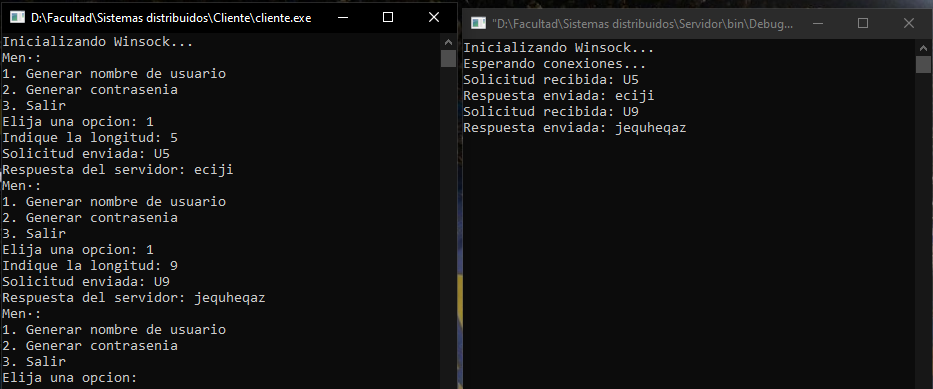 D:\Facultad\Sistemas distribuidos\Cliente\cliente.exe
Inicializando Winsock...
Men·:
1. Generar nombre de usuario
2. Generar contrasenia
3. Salir
Elija una opcion: 1
Indique la longitud: 5
Solicitud enviada: U5
Respuesta del servidor: eciji
Men·:
1. Generar nombre de usuario
2. Generar contrasenia
3. Salir
Elija una opcion: 1
Indique la longitud: 9
Solicitud enviada: U9
Respuesta del servidor: jequheqaz
Men·:
1. Generar nombre de usuario
2. Generar contrasenia
3. Salir
Elija una opcion:
"D:\Facultad\Sistemas distribuidos\Servidor\bin\Debug...
Inicializando Winsock...
Esperando conexiones...
Solicitud recibida: U5
Respuesta enviada: eciji
Solicitud recibida: U9
Respuesta enviada: jequheqaz